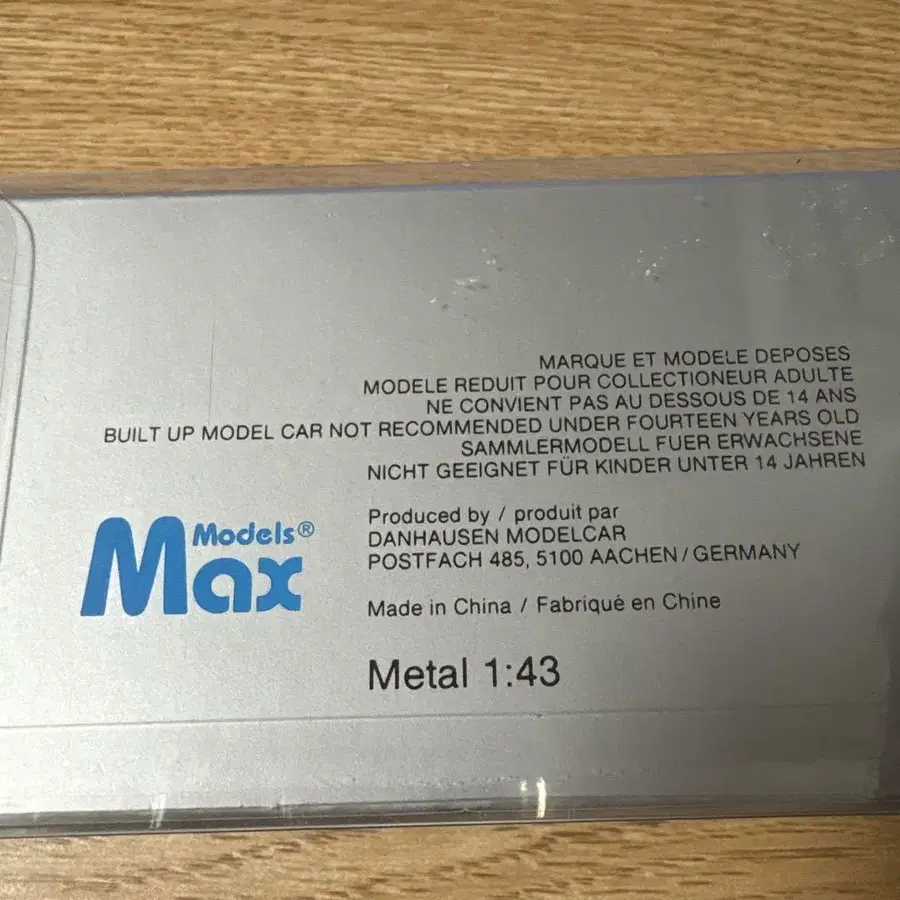 MARQUE ET MODELE DEPOSES
MODELE REDUIT POUR COLLECTIONEUR ADULTE
NE CONVIENT PAS AU DESSOUS DE 14 ANS
BUILT UP MODEL CAR NOT RECOMMENDED UNDER FOURTEEN YEARS OLD
SAMMLERMODELL FUER ERWACHSENE
NICHT GEEIGNET FÜR KINDER UNTER 14 JAHREN
Models®
Max
Produced by / produit par
DANHAUSEN MODELCAR
POSTFACH 485, 5100 AACHEN / GERMANY
Made in China / Fabriqué en Chine
Metal 1:43